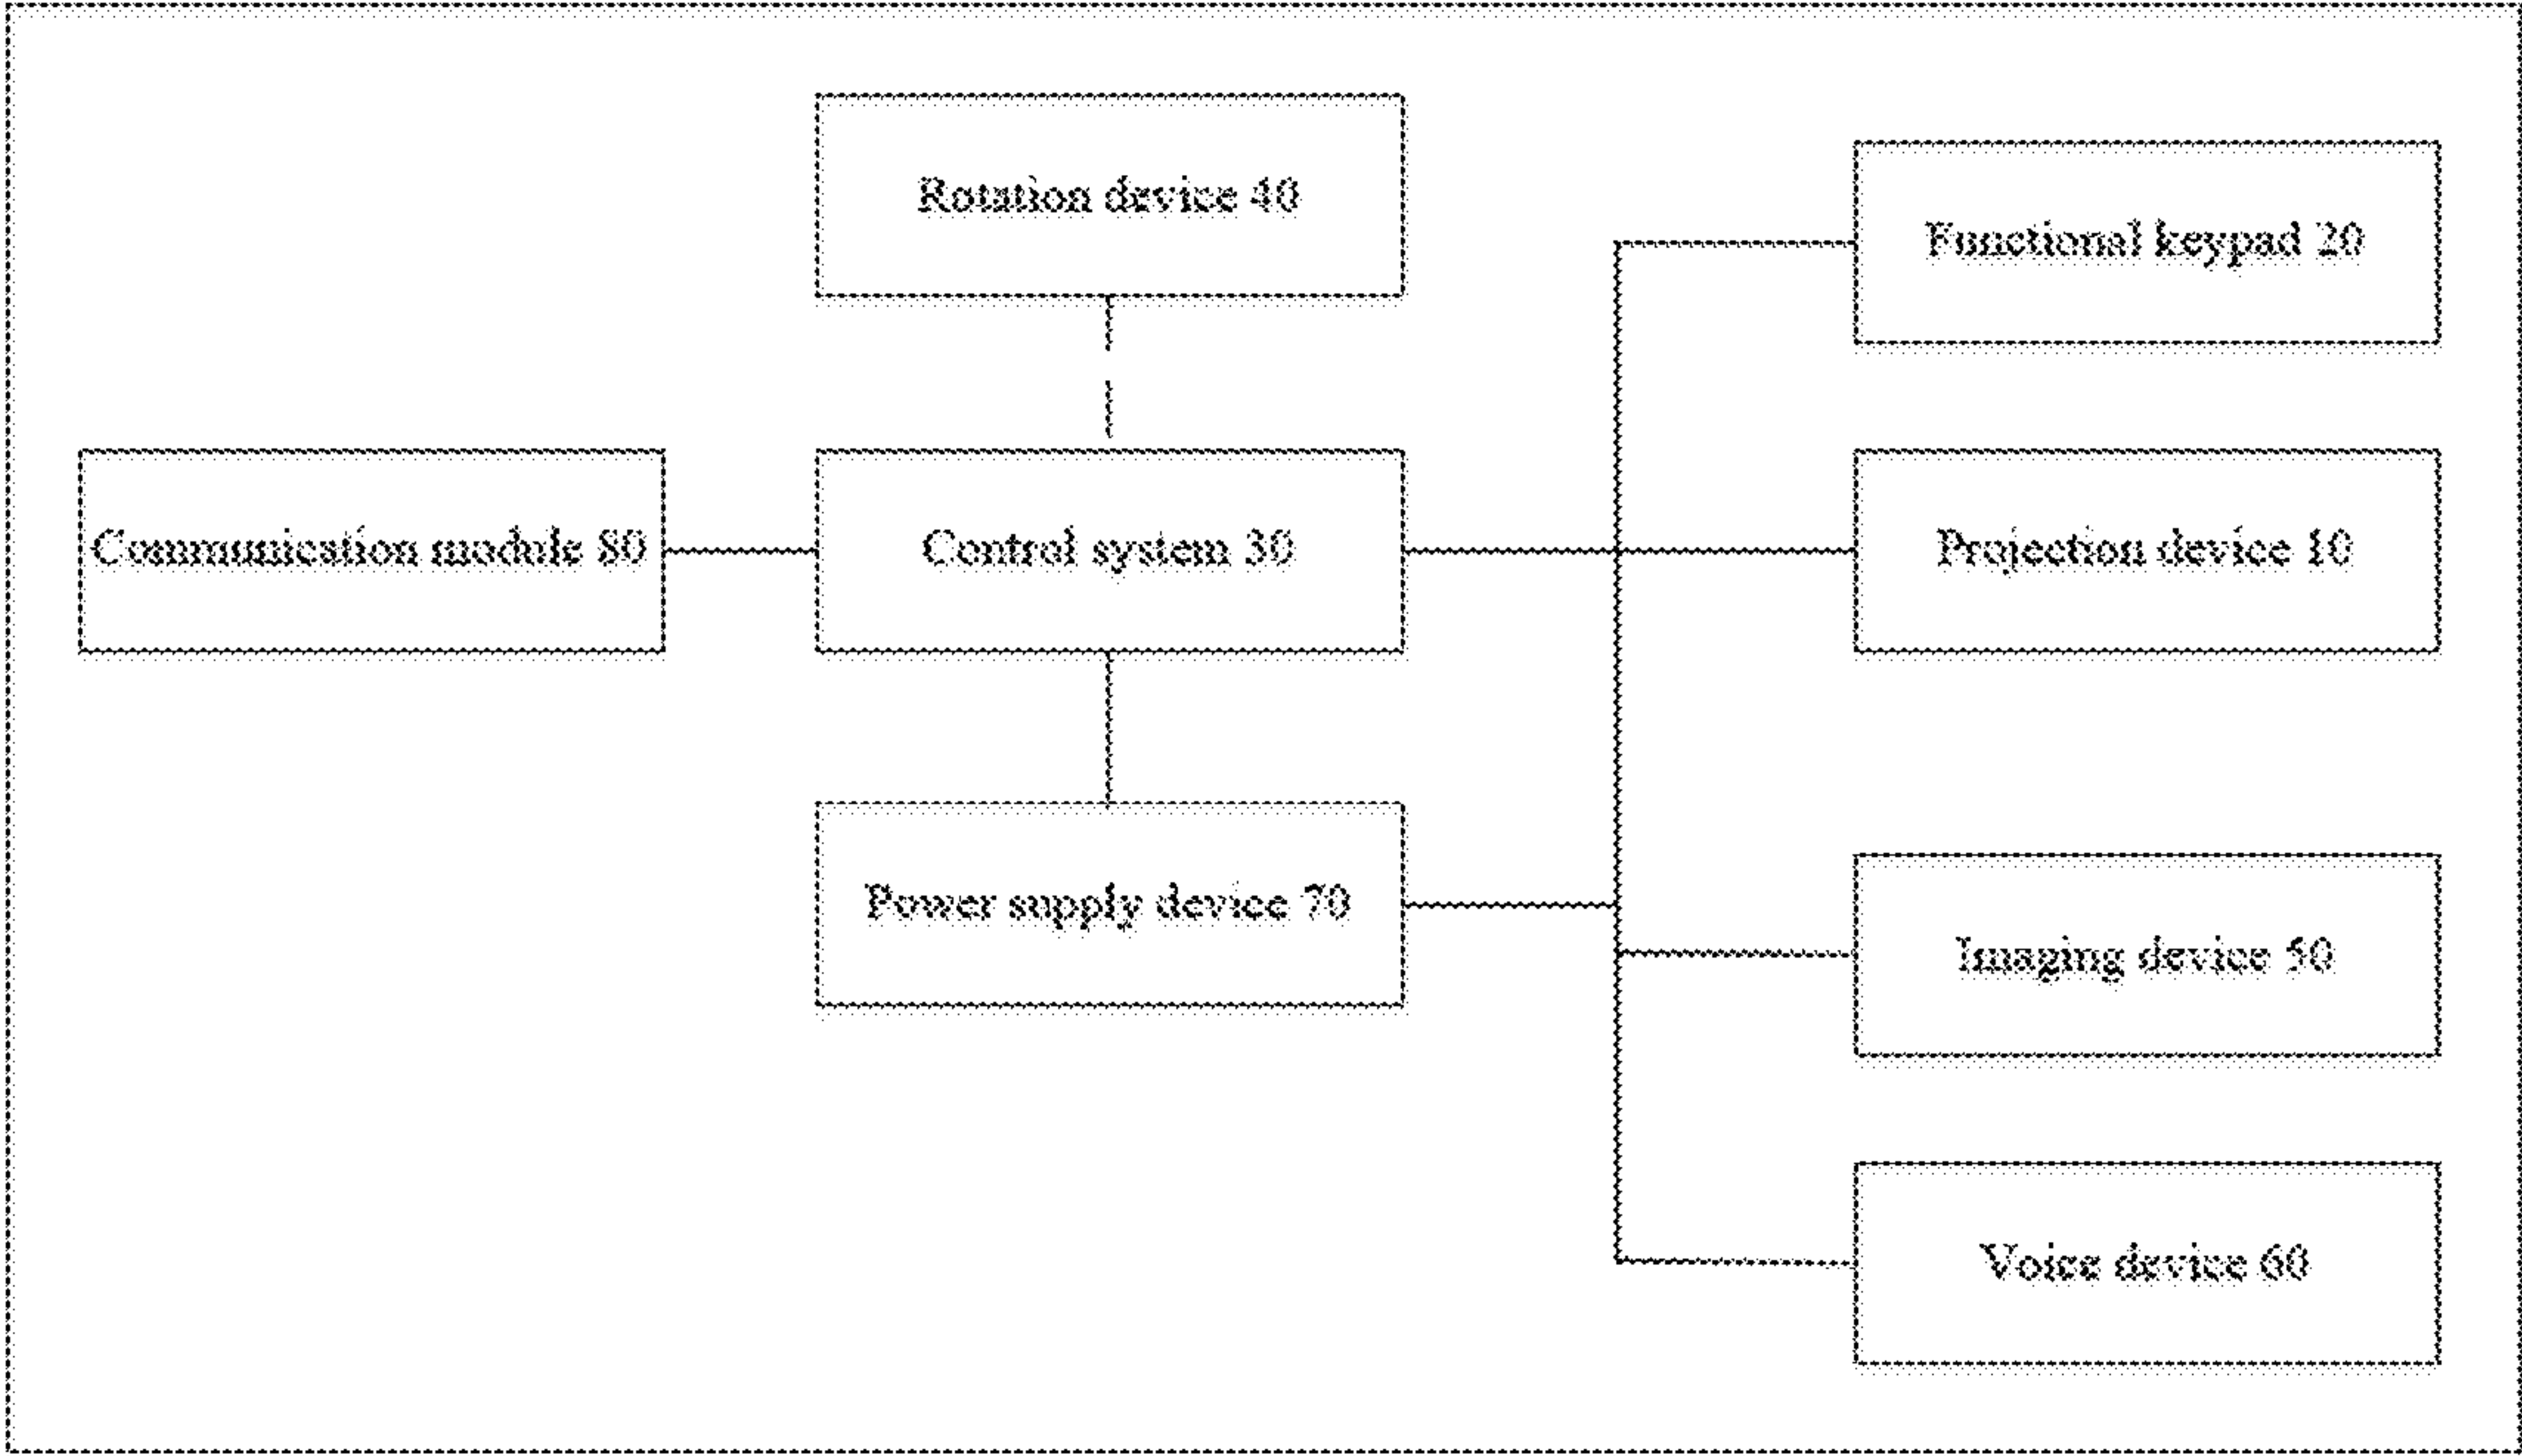 Rotation device 40
Functional keypad 20
Communication module 80
Control system 30
Projection device 10
Power supply device 70
Imaging device 50
Voice device 60